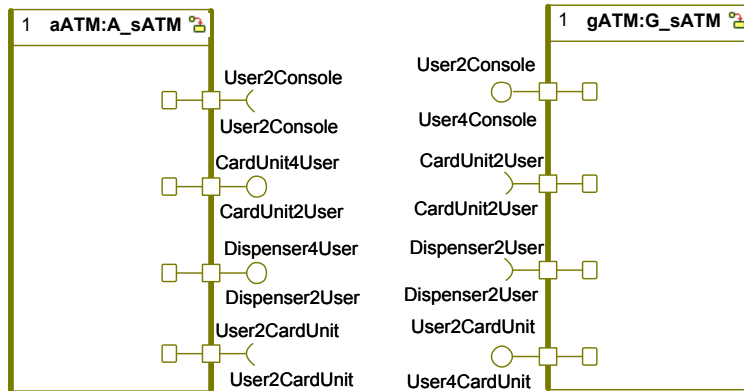 1 aATM:A_sATM
User2Console
User2Console
CardUnit4User
CardUnit2User
Dispenser4User
Dispenser2User
User2CardUnit
User2CardUnit
1 gATM:G_sATM
User2Console
User4Console
CardUnit2User
CardUnit2User
Dispenser2User
Dispenser2User
User2CardUnit
User4CardUnit